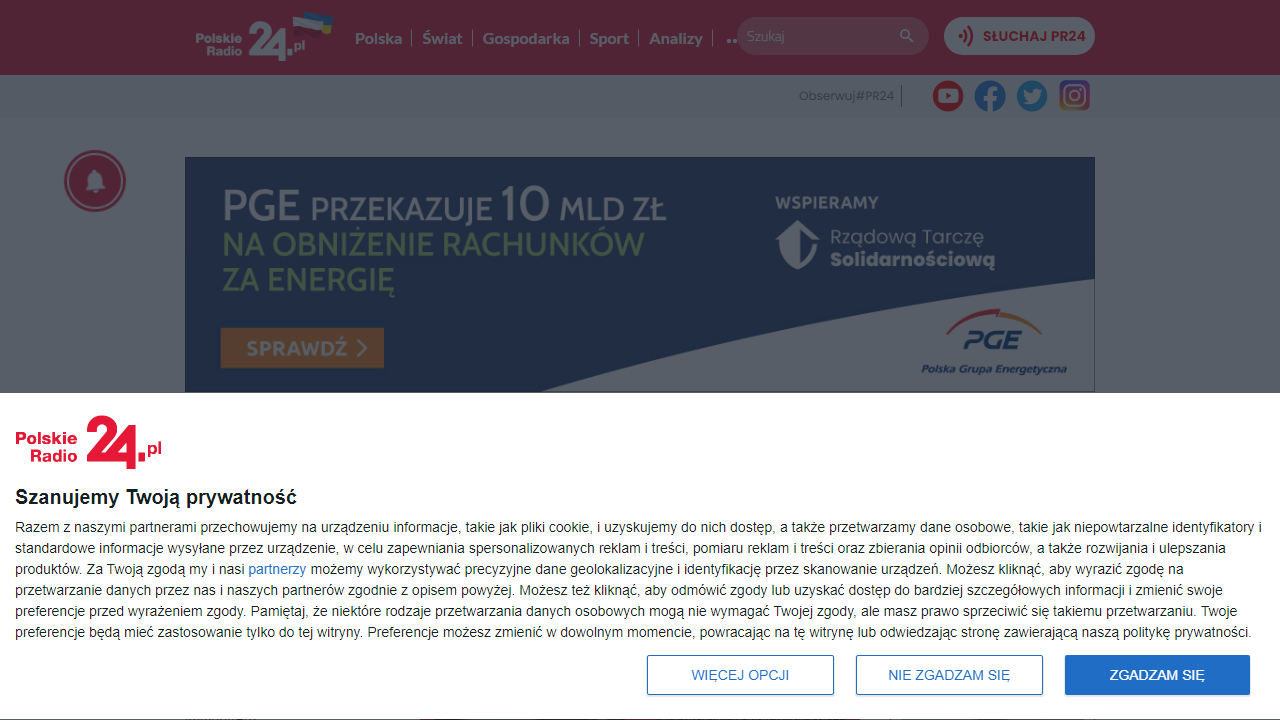 Polskie Radio 24.pl
Polska Świat Gospodarka Sport Analizy
Szukaj
SŁUCHAJ PR24
Obserwuj#PR24
PGE PRZEKAZUJE 10 MLD ZŁ
NA OBNIŻENIE RACHUNKÓW
ZA ENERGIĘ
SPRAWDŹ
WSPIERAMY
Rządową Tarczę
Solidarnościową
PGE
Polska Grupa Energetyczna
Polskie Radio 24.pl
Szanujemy Twoją prywatność
Razem z naszymi partnerami przechowujemy na urządzeniu informacje, takie jak pliki cookie, i uzyskujemy do nich dostęp, a także przetwarzamy dane osobowe, takie jak niepowtarzalne identyfikatory i
standardowe informacje wysyłane przez urządzenie, w celu zapewniania spersonalizowanych reklam i treści, pomiaru reklam i treści oraz zbierania opinii odbiorców, a także rozwijania i ulepszania
produktów. Za Twoją zgodą my i nasi partnerzy możemy wykorzystywać precyzyjne dane geolokalizacyjne i identyfikację przez skanowanie urządzeń. Możesz kliknąć, aby wyrazić zgodę na
przetwarzanie danych przez nas i naszych partnerów zgodnie z opisem powyżej. Możesz też kliknąć, aby odmówić zgody lub uzyskać dostęp do bardziej szczegółowych informacji i zmienić swoje
preferencje przed wyrażeniem zgody. Pamiętaj, że niektóre rodzaje przetwarzania danych osobowych mogą nie wymagać Twojej zgody, ale masz prawo sprzeciwić się takiemu przetwarzaniu. Twoje
preferencje będą mieć zastosowanie tylko do tej witryny. Preferencje możesz zmienić w dowolnym momencie, powracając na tę witrynę lub odwiedzając stronę zawierającą naszą politykę prywatności.
WIĘCEJ OPCJI
NIE ZGADZAM SIĘ
ZGADZAM SIĘ